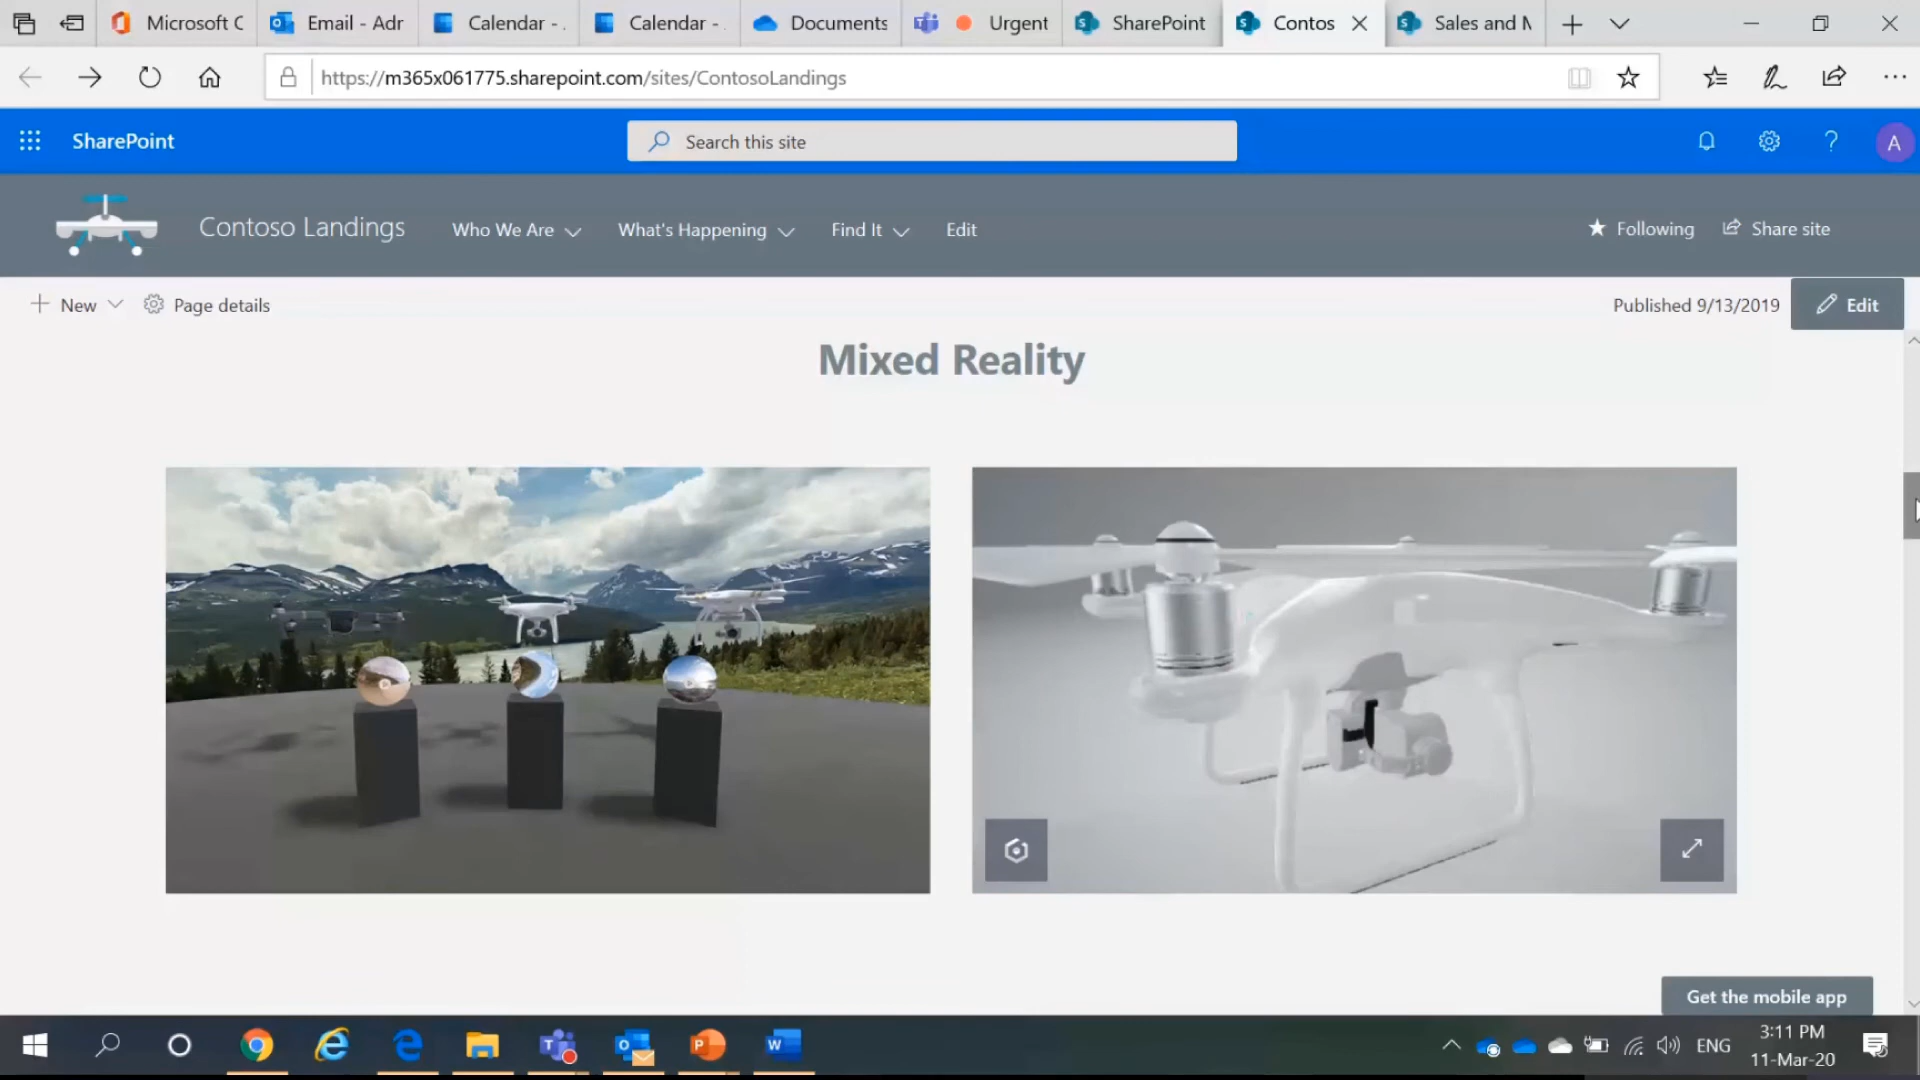 Microsoft C
Email - Adr
Calendar - .
Calendar - .
Documents
Urgent
SharePoint
Contos
Sales and M
https://m365x061775.sharepoint.com/sites/ContosoLandings
SharePoint
Search this site
A
Contoso Landings
Who We Are
What's Happening
Find It
Edit
Following
Share site
New
Page details
Published 9/13/2019
Edit
Mixed Reality
Get the mobile app
ENG
3:11 PM
11-Mar-20